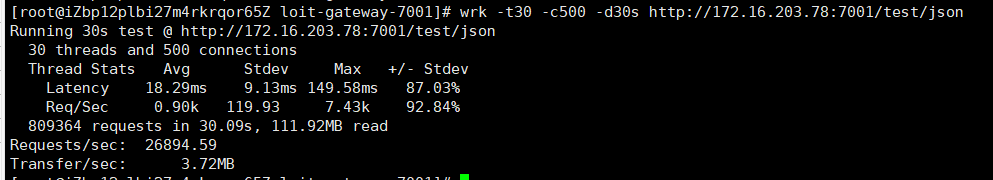 [root@iZbp12plbi27m4rkrqor65Z loit-gateway-7001]# wrk -t30 -c500 -d30s http://172.16.203.78:7001/test/json
Running 30s test @ http://172.16.203.78:7001/test/json
  30 threads and 500 connections
  Thread Stats   Avg      Stdev     Max   +/- Stdev
    Latency    18.29ms    9.13ms 149.58ms   87.03%
    Req/Sec     0.90k   119.93     7.43k    92.84%
  809364 requests in 30.09s, 111.92MB read
Requests/sec:  26894.59
Transfer/sec:      3.72MB